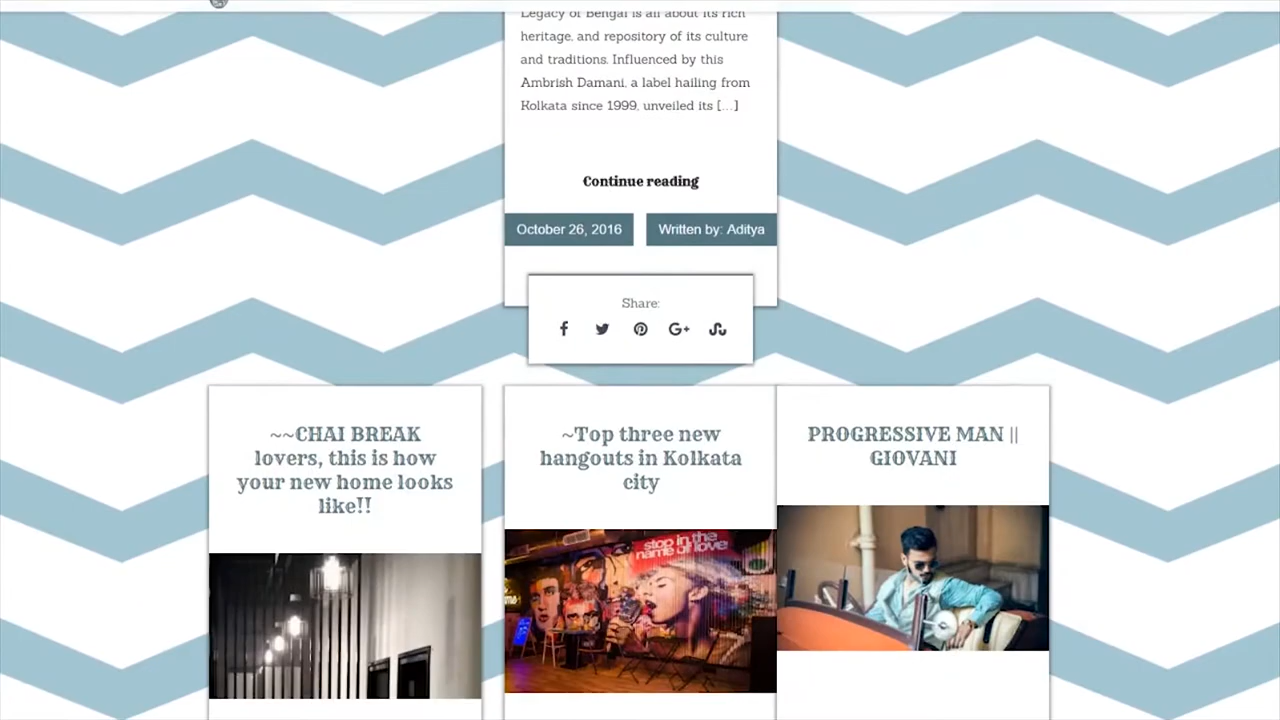 Legacy of Bengal is all about its rich
heritage, and repository of its culture
and traditions. Influenced by this
Ambrish Damani, a label hailing from
Kolkata since 1999, unveiled its [...]
Continue reading
October 26, 2016
Written by: Aditya
Share:
~~CHAI BREAK
lovers, this is how
your new home looks
like!!
~Top three new
hangouts in Kolkata
city
stop in the
name of love
PROGRESSIVE MAN ||
GIOVANI